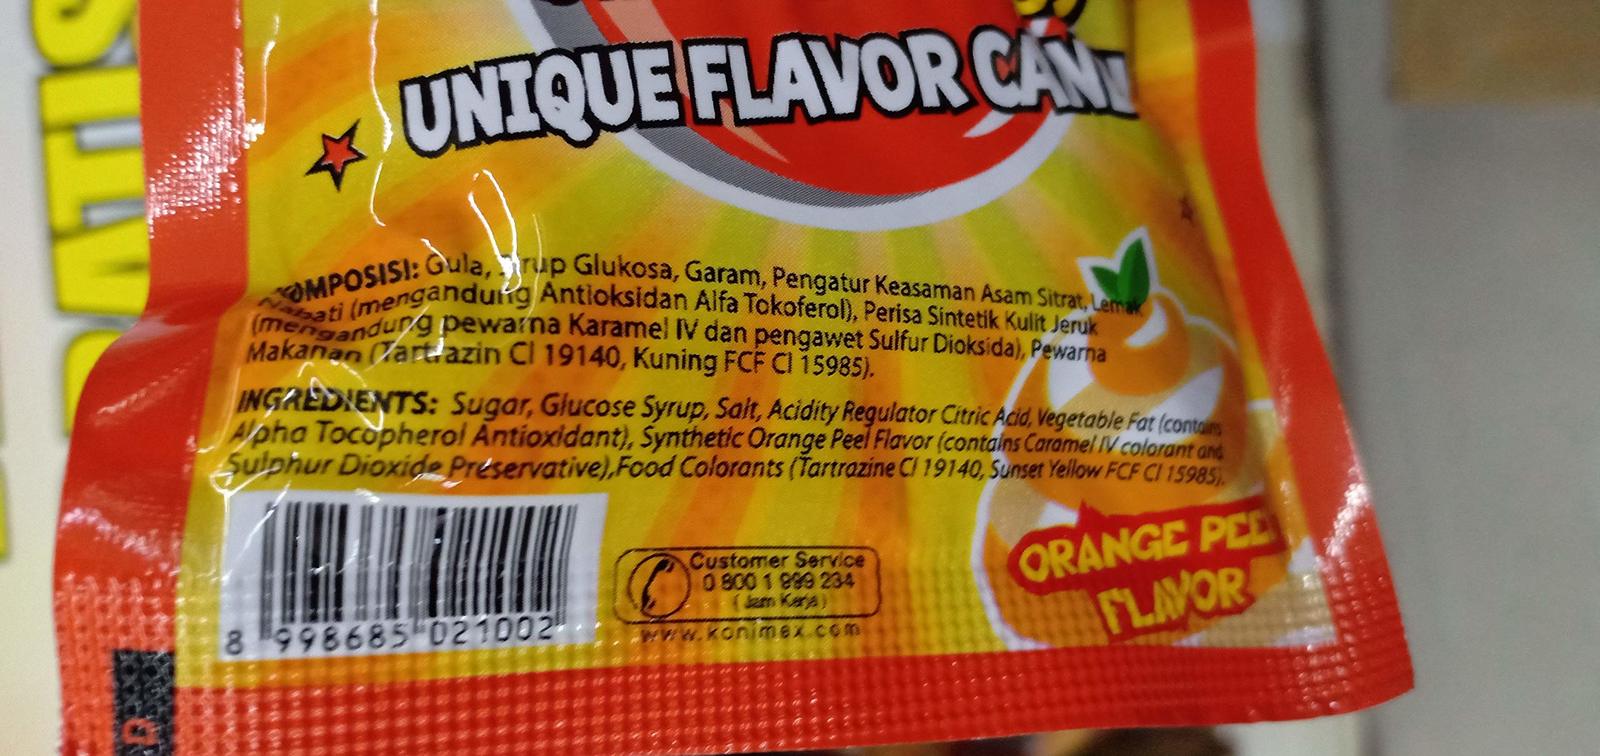 RATIS
UNIQUE FLAVOR CAN
KOMPOSISI: Gula, Sirup Glukosa, Garam, Pengatur Keasaman Asam Sitrat, Lemak
Nabati (mengandung Antioksidan Alfa Tokoferol), Perisa Sintetik Kulit Jeruk
(mengandung pewarna Karamel IV dan pengawet Sulfur Dioksida), Pewarna
Makanan (Tartrazin CI 19140, Kuning FCF CI 15985).
INGREDIENTS: Sugar, Glucose Syrup, Salt, Acidity Regulator Citric Acid, Vegetable Fat (contains
Alpha Tocopherol Antioxidant), Synthetic Orange Peel Flavor (contains Caramel IV colorant and
Sulphur Dioxide Preservative),Food Colorants (Tartrazine CI 19140, Sunset Yellow FCF CI 15985).
8 998685 021002
Customer Service
0 800 1 899 234
(Jam Kerja)
www.konimex.com
ORANGE PEE
FLAVOR
D